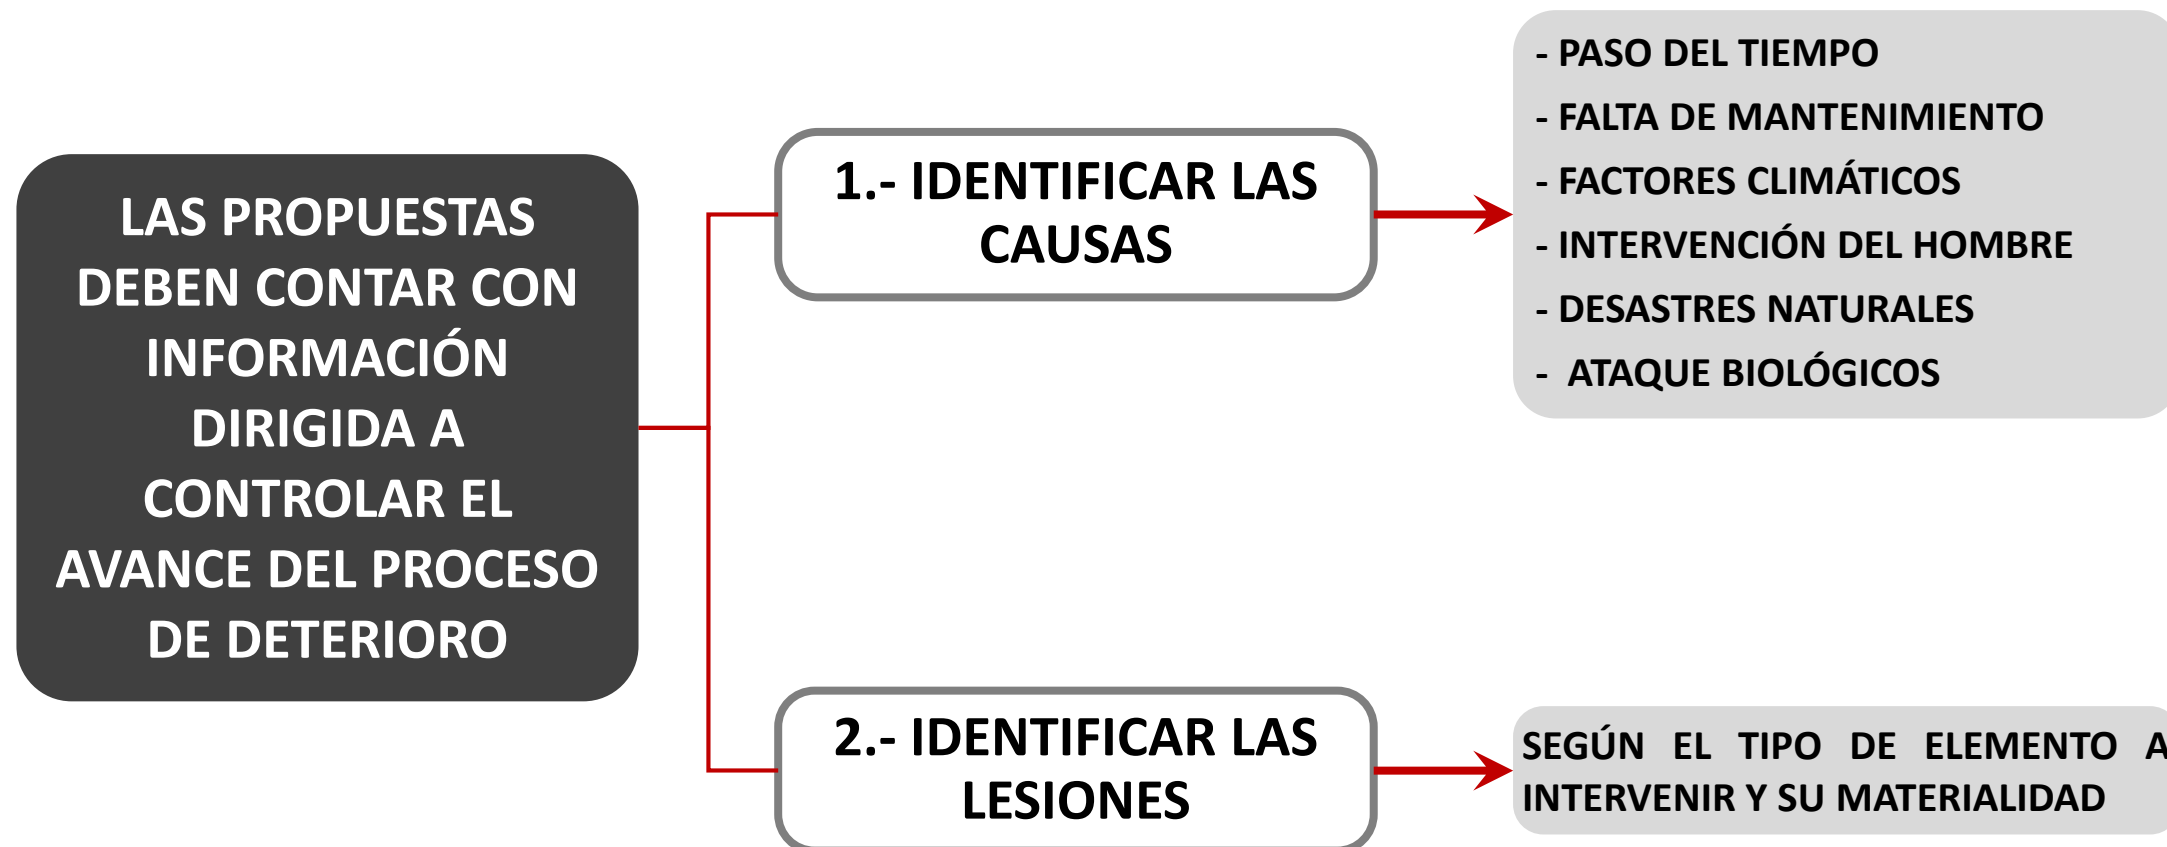 LAS PROPUESTAS
DEBEN CONTAR CON
INFORMACIÓN
DIRIGIDA A
CONTROLAR EL
AVANCE DEL PROCESO
DE DETERIORO
1.- IDENTIFICAR LAS
CAUSAS
- PASO DEL TIEMPO
- FALTA DE MANTENIMIENTO
- FACTORES CLIMÁTICOS
- INTERVENCIÓN DEL HOMBRE
- DESASTRES NATURALES
- ATAQUE BIOLÓGICOS
2.- IDENTIFICAR LAS
LESIONES
SEGÚN EL TIPO DE ELEMENTO A
INTERVENIR Y SU MATERIALIDAD